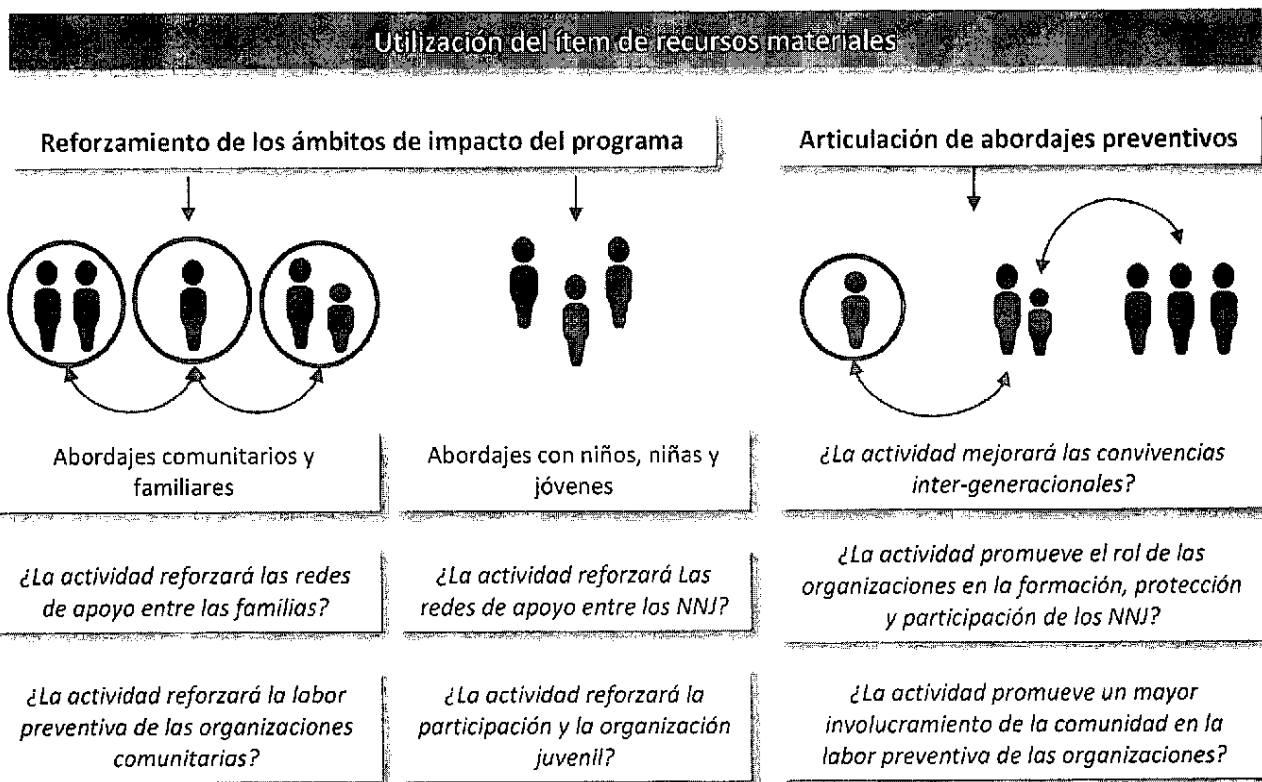 Utilización del ítem de recursos materiales
Reforzamiento de los ámbitos de impacto del programa
Articulación de abordajes preventivos
Abordajes comunitarios y
familiares
¿La actividad reforzará las redes
de apoyo entre las familias?
¿La actividad reforzará la labor
preventiva de las organizaciones
comunitarias?
Abordajes con niños, niñas y
jóvenes
¿La actividad reforzará Las
redes de apoyo entre los NNJ?
¿La actividad reforzará la
participación y la organización
juvenil?
¿La actividad mejorará las convivencias
inter-generacionales?
¿La actividad promueve el rol de las
organizaciones en la formación, protección
y participación de los NNJ?
¿La actividad promueve un mayor
involucramiento de la comunidad en la
labor preventiva de las organizaciones?